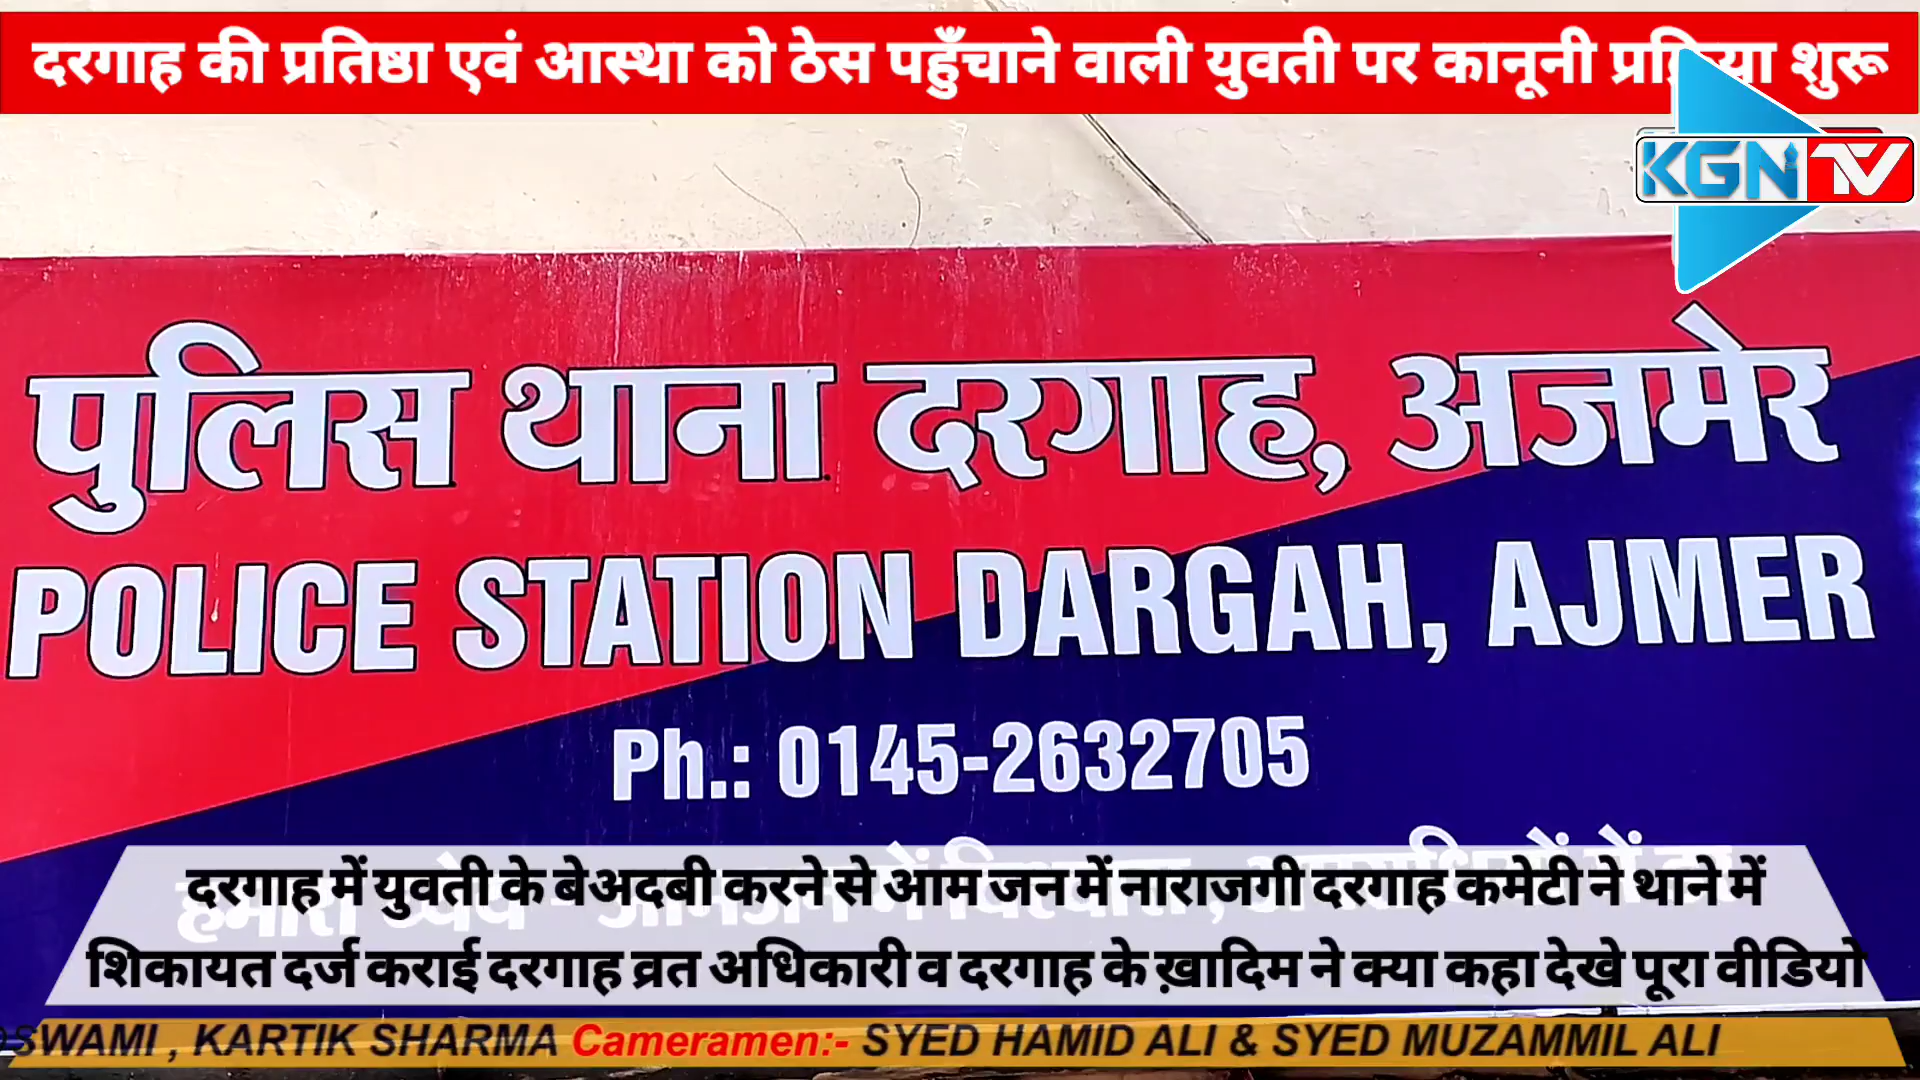 दरगाह की प्रतिष्ठा एवं आस्था को ठेस पहुँचाने वाली युवती पर कानूनी प्रक्रिया शुरू
KGN TV
पुलिस थाना दरगाह, अजमेर
POLICE STATION DARGAH, AJMER
Ph.: 0145-2632705
दरगाह में युवती के बेअदबी करने से आम जन में नाराजगी दरगाह कमेटी ने थाने में
शिकायत दर्ज कराई दरगाह व्रत अधिकारी व दरगाह के ख़ादिम ने क्या कहा देखे पूरा वीडियो
SWAMI , KARTIK SHARMA Cameramen:- SYED HAMID ALI & SYED MUZAMMIL ALI